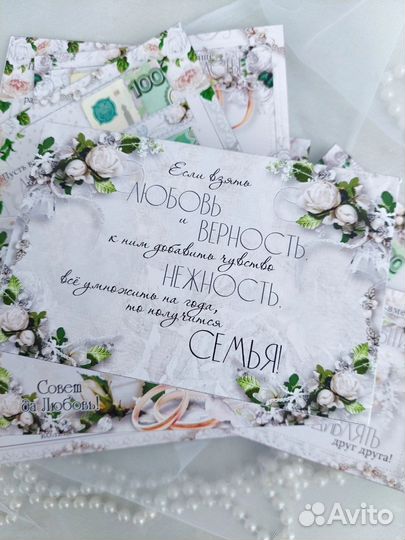 100
Если взять
ЛЮБОВЬ
и ВЕРНОСТЬ,
к ним добавить чувство
НЕЖНОСТЬ,
всё умножить на года,
то получится
СЕМЬЯ!
Совет
да Любовь!
друг друга!
Avito